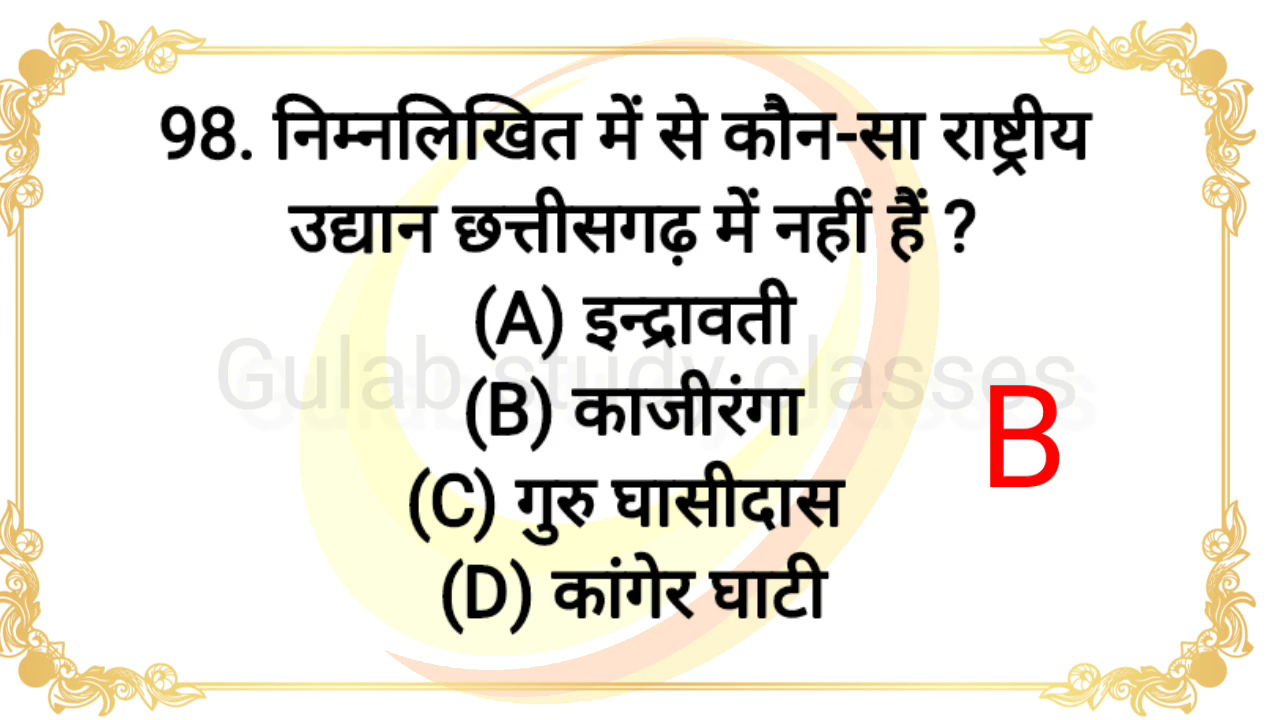 98. निम्नलिखित में से कौन-सा राष्ट्रीय
उद्यान छत्तीसगढ़ में नहीं हैं ?
(A) इन्द्रावती
Gulab study classes
(B) काजीरंगा
B
(C) गुरु घासीदास
(D) कांगेर घाटी